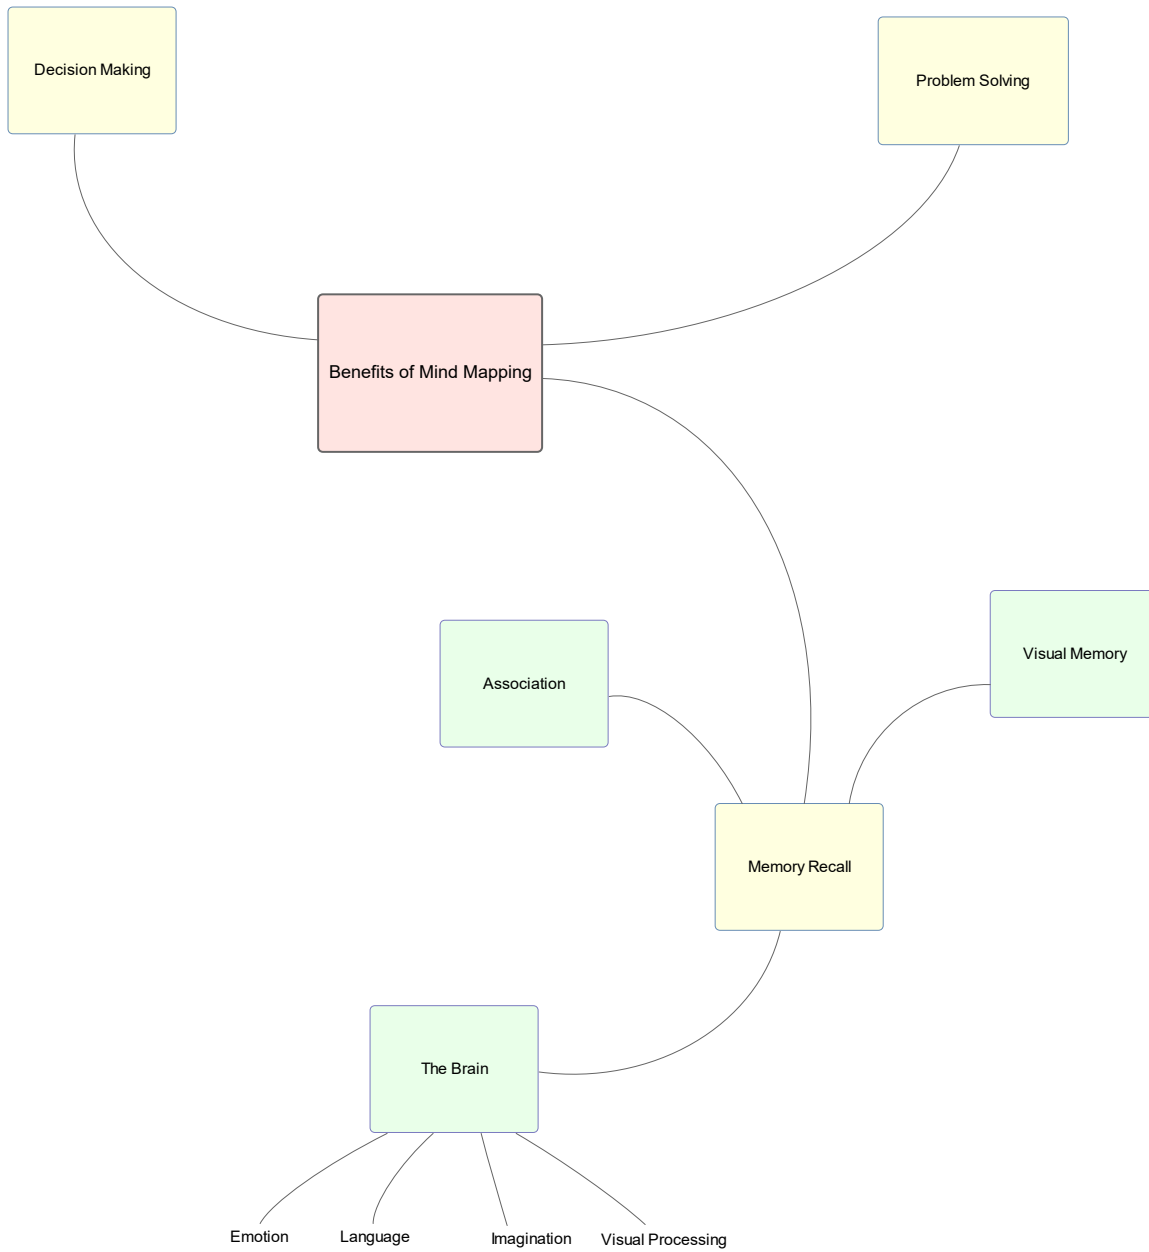 Decision Making
Problem Solving
Benefits of Mind Mapping
Association
Visual Memory
Memory Recall
The Brain
Emotion
Language
Imagination
Visual Processing